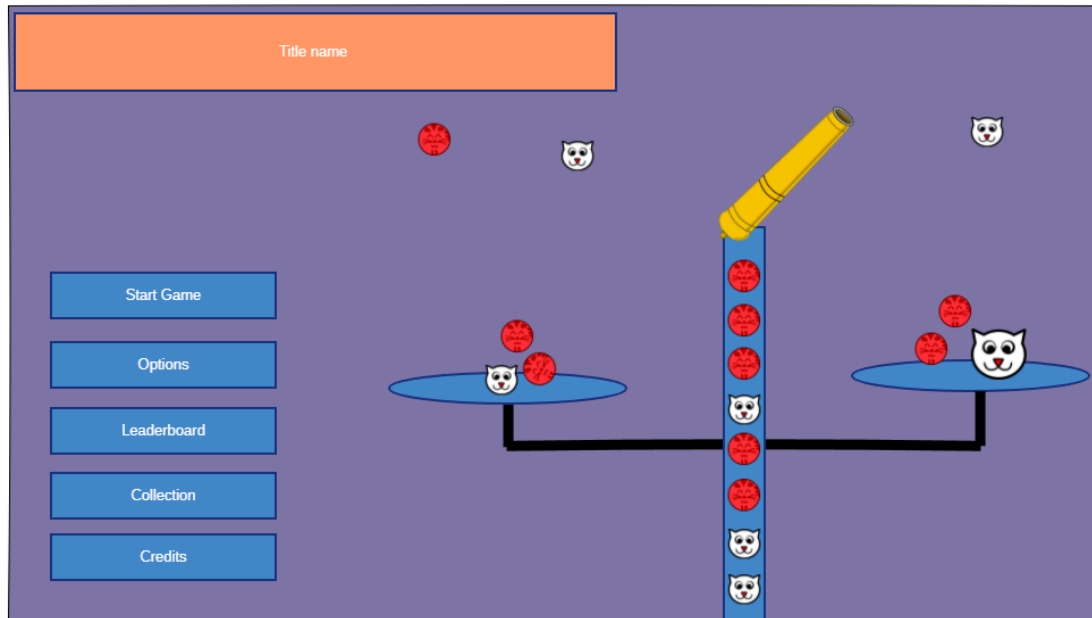 Title name
Start Game
Options
Leaderboard
Collection
Credits